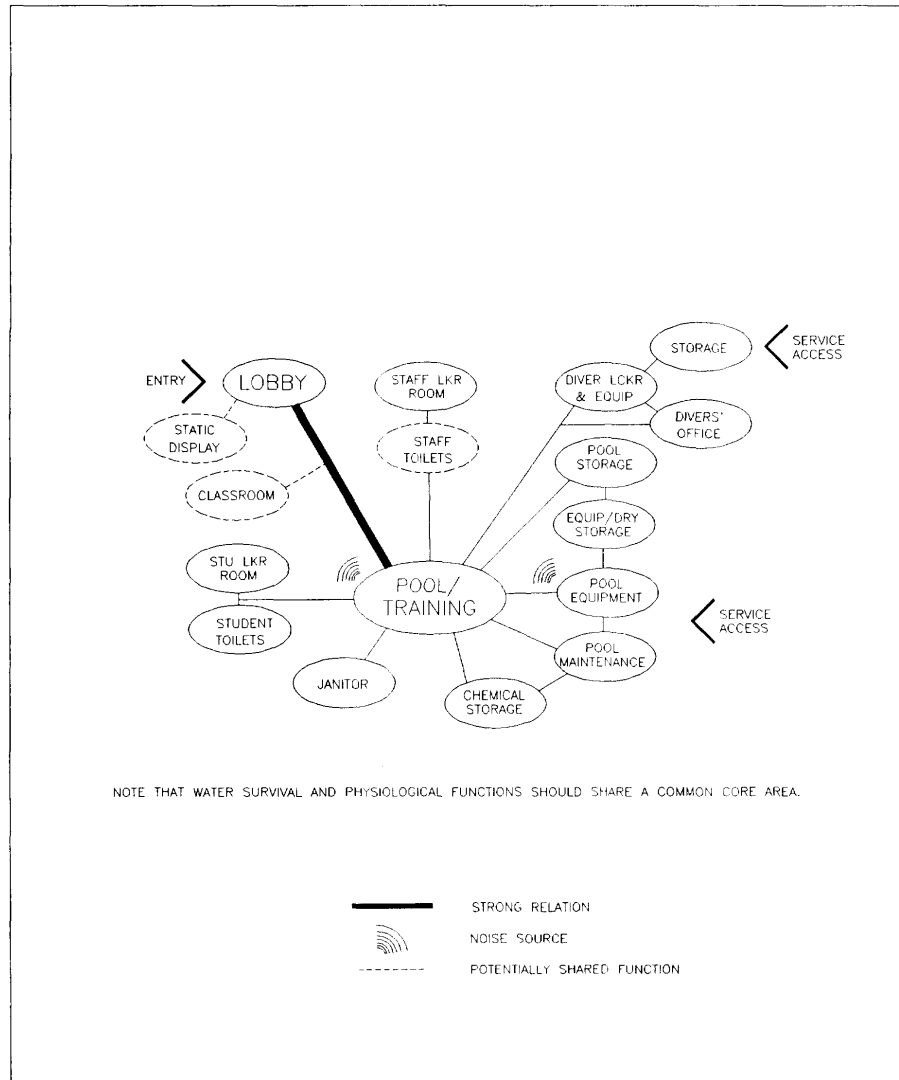 STORAGE
SERVICE
ACCESS
ENTRY
LOBBY
STAFF LKR
ROOM
DIVER LCKR
& EQUIP
STATIC
DISPLAY
STAFF
TOILETS
DIVERS'
OFFICE
POOL
STORAGE
CLASSROOM
EQUIP/DRY
STORAGE
STU LKR
ROOM
POOL/
TRAINING
POOL
EQUIPMENT
STUDENT
TOILETS
SERVICE
ACCESS
POOL
MAINTENANCE
JANITOR
CHEMICAL
STORAGE
NOTE THAT WATER SURVIVAL AND PHYSIOLOGICAL FUNCTIONS SHOULD SHARE A COMMON CORE AREA.
STRONG RELATION
NOISE SOURCE
POTENTIALLY SHARED FUNCTION